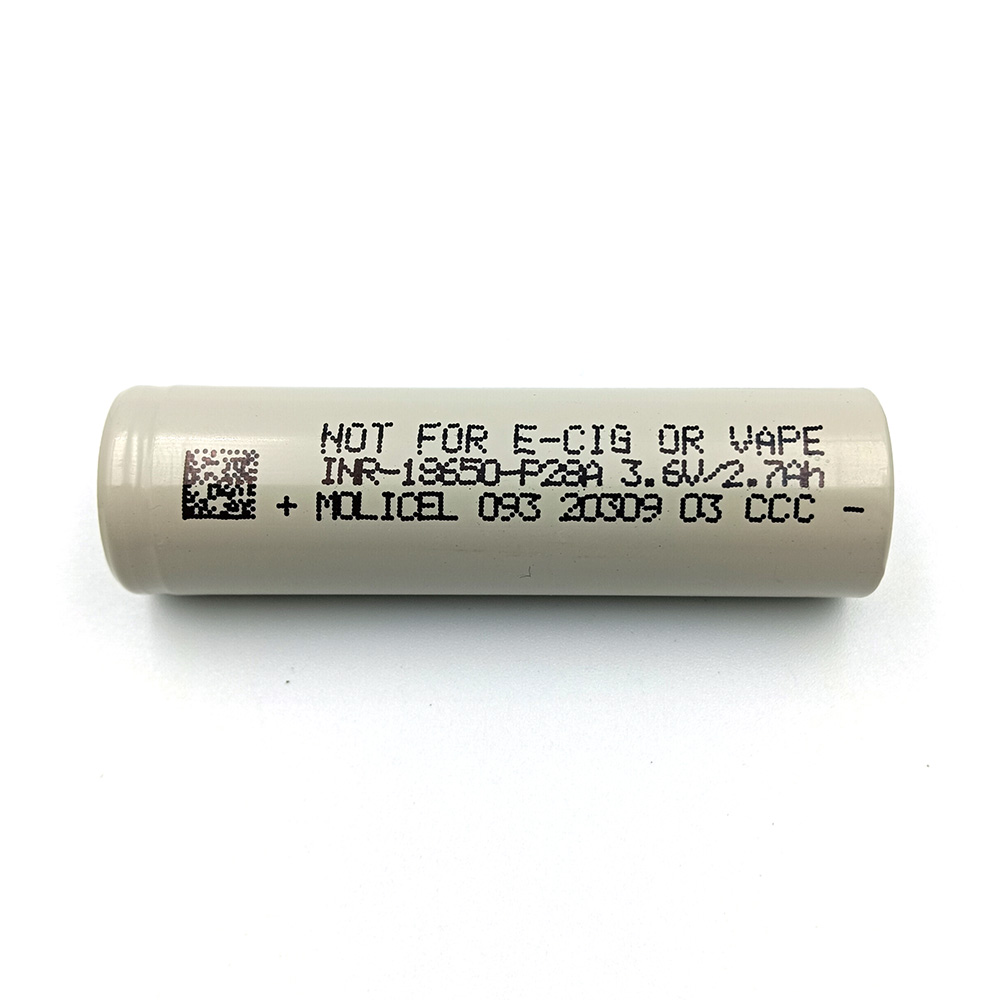 NOT FOR E-CIG OR VAPE
INR-18650-P28A 3.6V/2.7Ah
+ MOLICEL 093 20309 03 CCC -